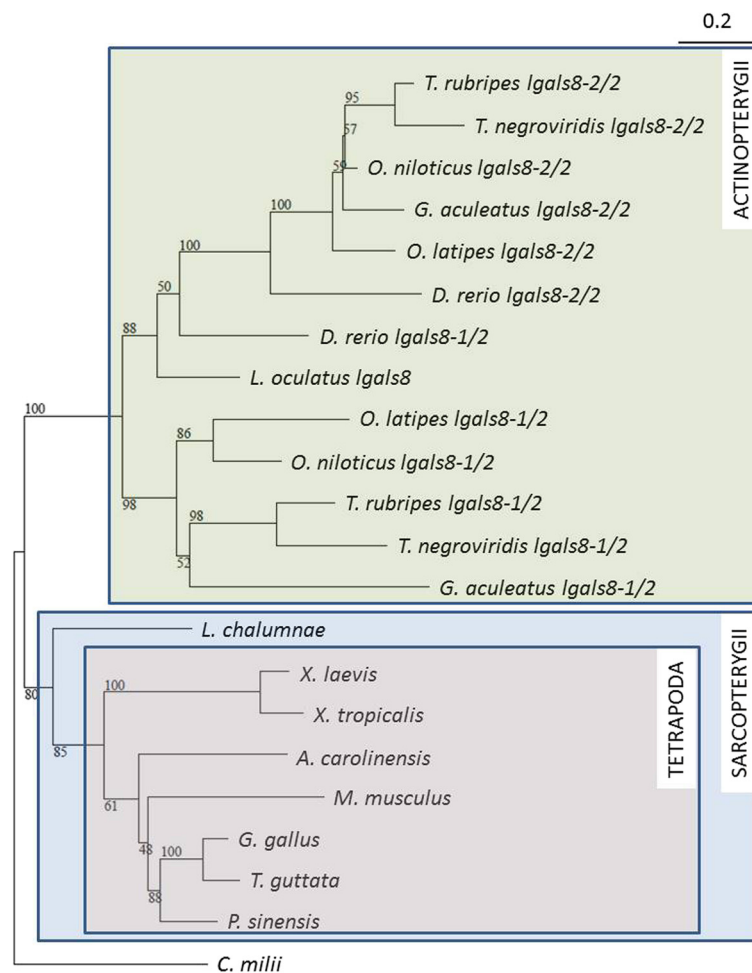 0.2
ACTINOPTERYGII
T. rubripes lgals8-2/2
95
T. negroviridis lgals8-2/2
57
O. niloticus lgals8-2/2
59
G. aculeatus lgals8-2/2
100
O. latipes lgals8-2/2
100
D. rerio lgals8-2/2
50
D. rerio lgals8-1/2
88
L. oculatus lgals8
100
O. latipes lgals8-1/2
86
O. niloticus lgals8-1/2
98
T. rubripes lgals8-1/2
98
T. negroviridis lgals8-1/2
52
G. aculeatus lgals8-1/2
SARCOPTERYGII
L. chalumnae
TETRAPODA
X. laevis
100
80
X. tropicalis
85
A. carolinensis
M. musculus
61
G. gallus
48
100
T. guttata
88
P. sinensis
C. milii